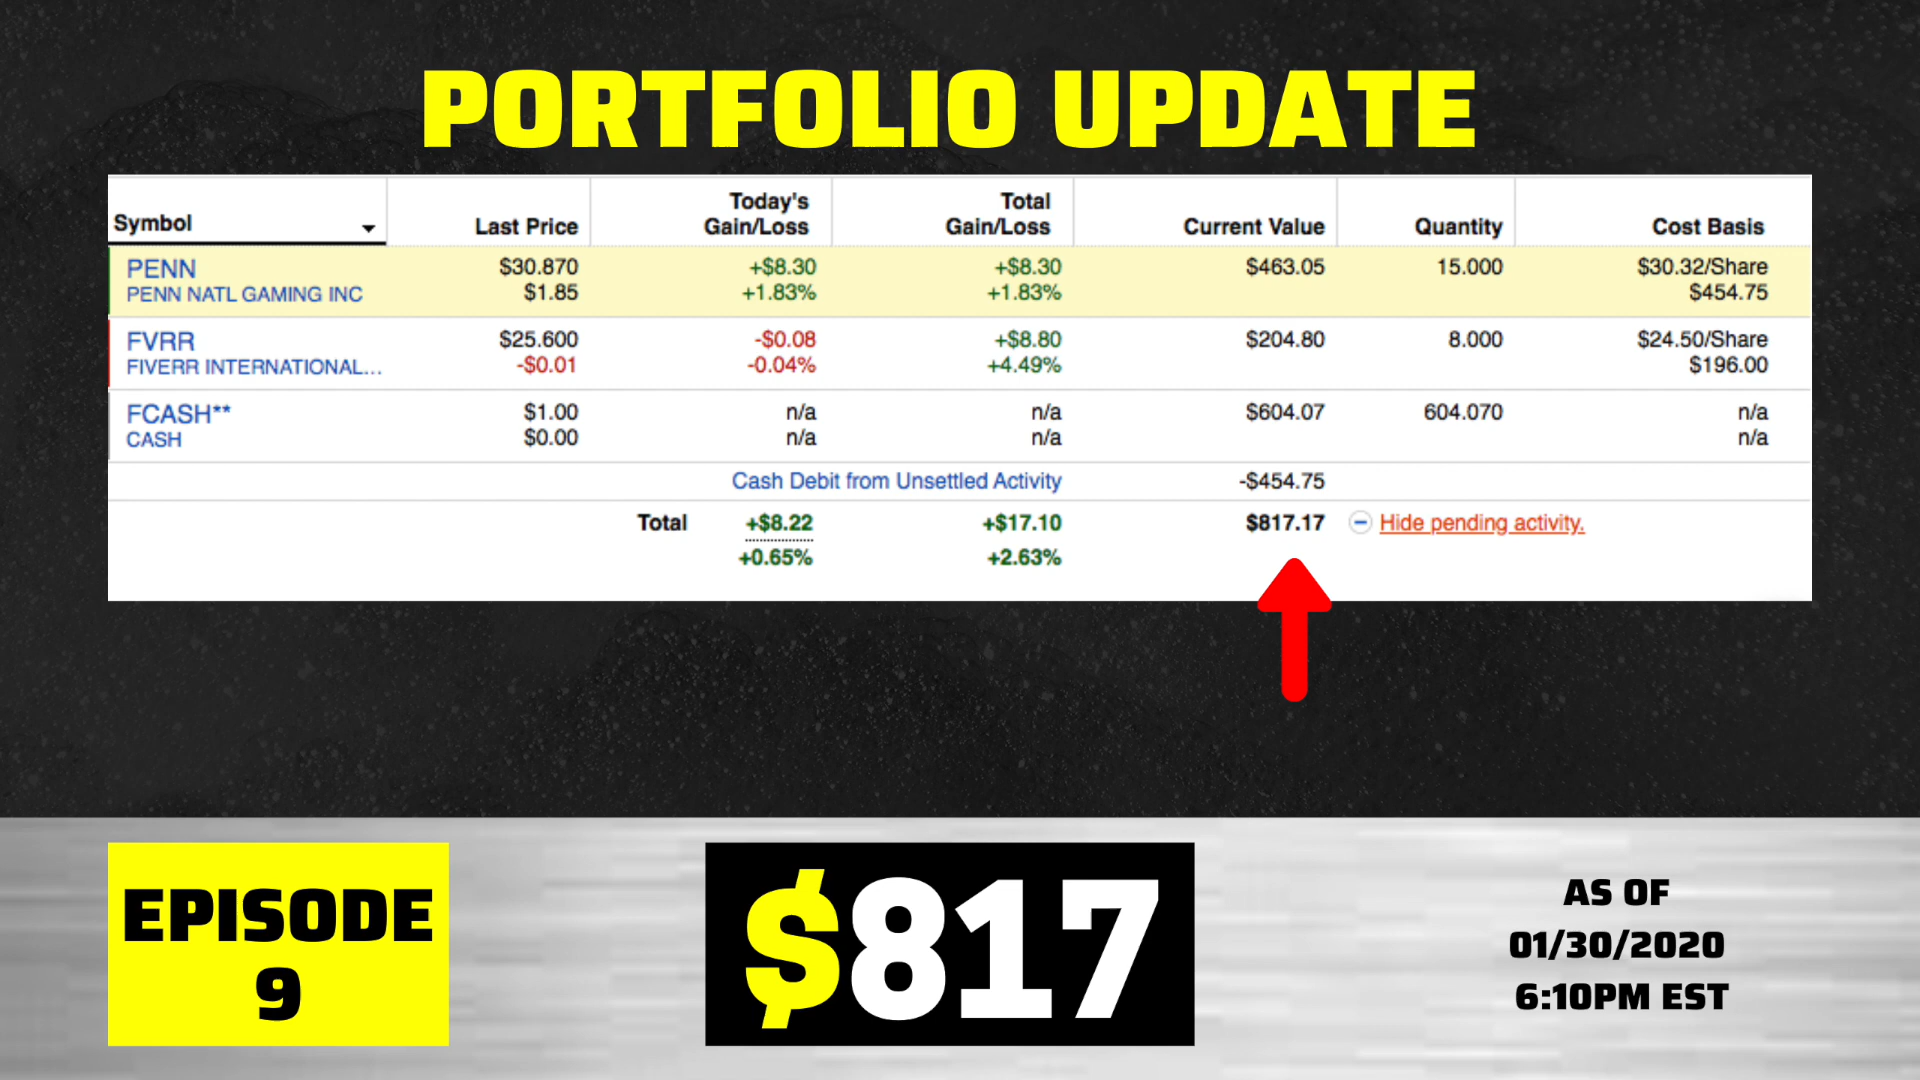 PORTFOLIO UPDATE
Symbol Last Price Today's Gain/Loss Total Gain/Loss Current Value Quantity Cost Basis
PENN $30.870 +$8.30 +$8.30 $463.05 15.000 $30.32/Share
PENN NATL GAMING INC $1.85 +1.83% +1.83% $454.75
FVRR $25.600 -$0.08 +$8.80 $204.80 8.000 $24.50/Share
FIVERR INTERNATIONAL... -$0.01 -0.04% +4.49% $196.00
FCASH** $1.00 n/a n/a $604.07 604.070 n/a
CASH $0.00 n/a n/a n/a
Cash Debit from Unsettled Activity -$454.75
Total +$8.22 +$17.10 $817.17 Hide pending activity.
+0.65% +2.63%
EPISODE
9
$817
AS OF
01/30/2020
6:10PM EST